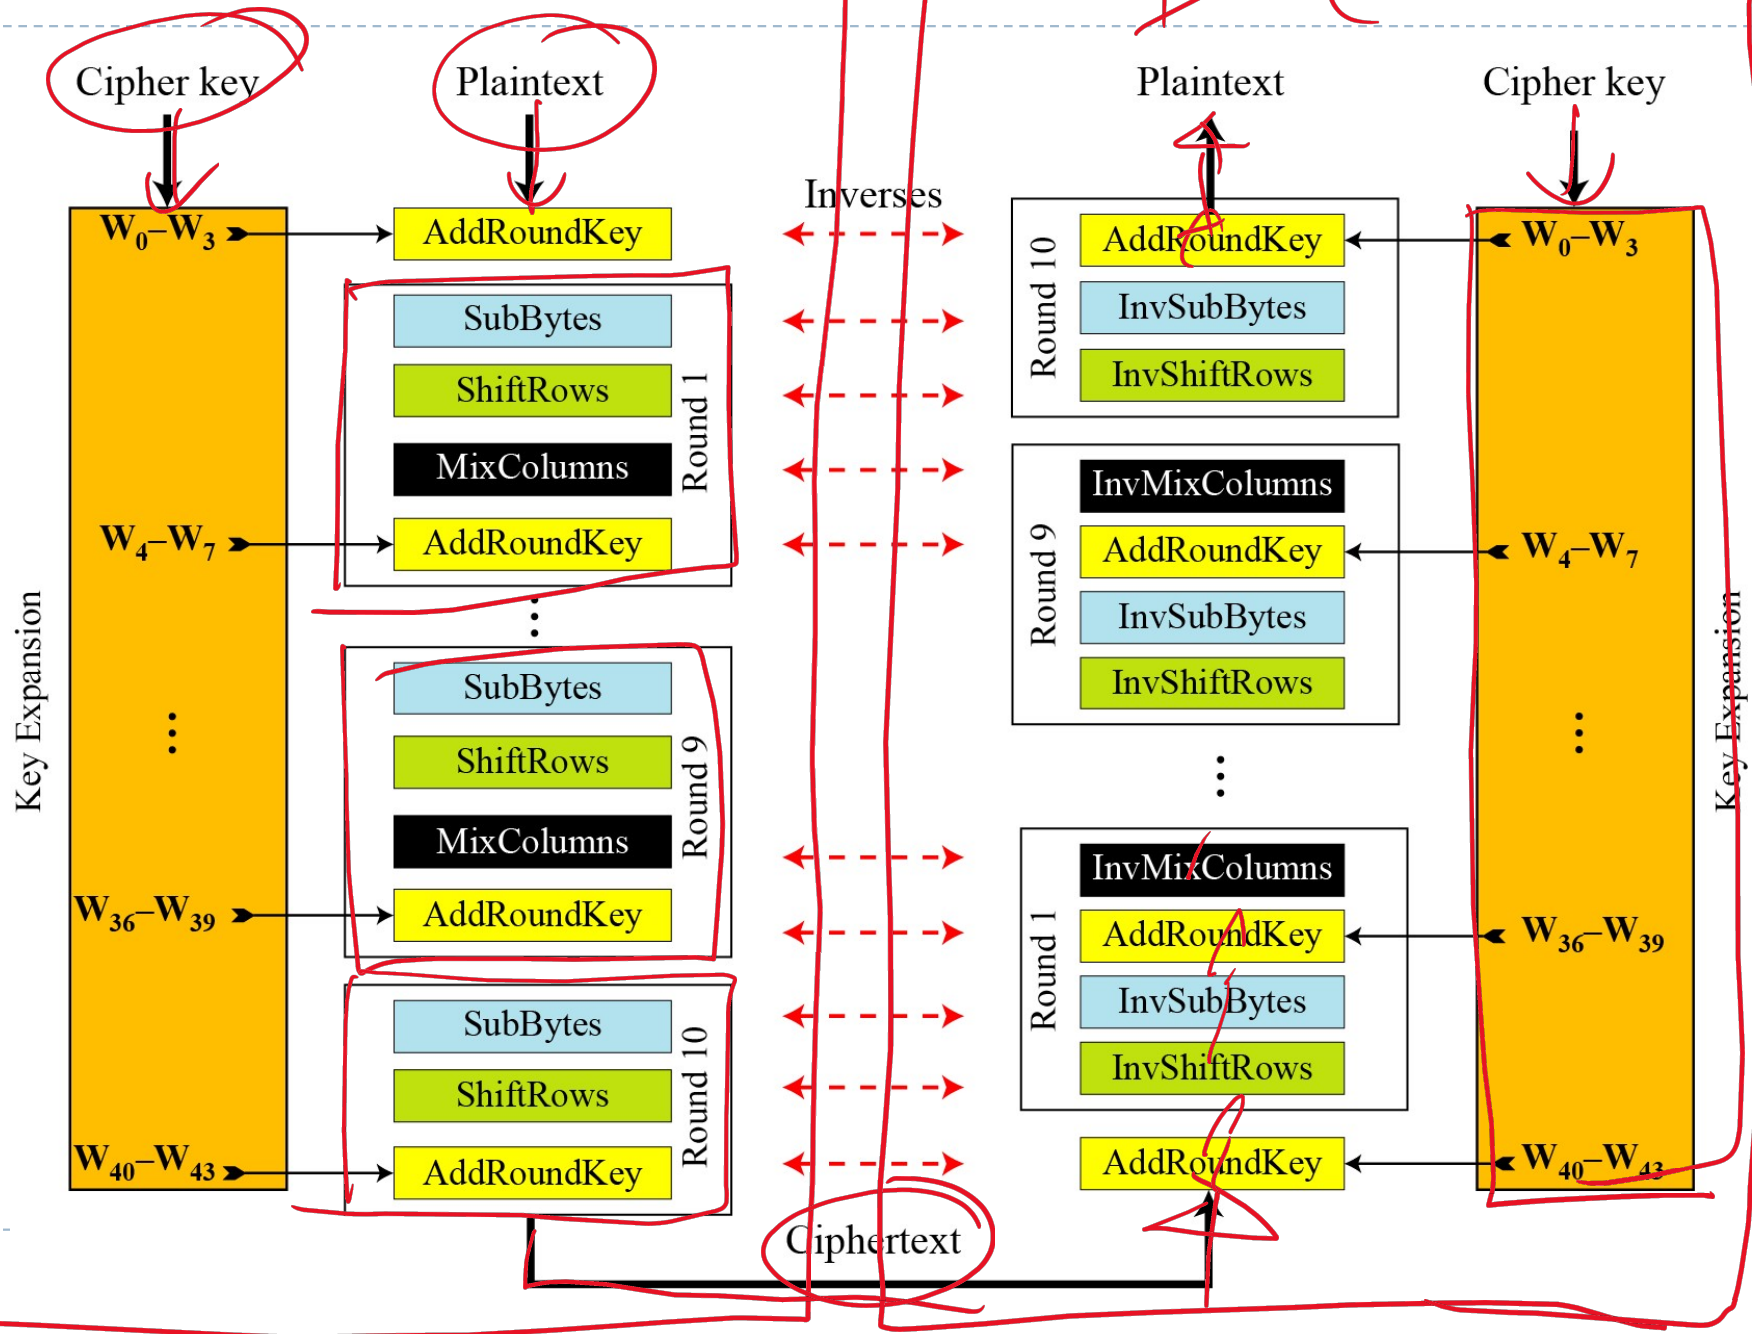 Cipher key
Plaintext
Plaintext
Cipher key
Inverses
Key Expansion
W0–W3
W4–W7
W36–W39
W40–W43
AddRoundKey
SubBytes
ShiftRows
MixColumns
AddRoundKey
Round 1
SubBytes
ShiftRows
MixColumns
AddRoundKey
Round 9
SubBytes
ShiftRows
AddRoundKey
Round 10
Ciphertext
Round 10
AddRoundKey
InvSubBytes
InvShiftRows
Round 9
InvMixColumns
AddRoundKey
InvSubBytes
InvShiftRows
Round 1
InvMixColumns
AddRoundKey
InvSubBytes
InvShiftRows
AddRoundKey
W0–W3
W4–W7
W36–W39
W40–W43
Key Expansion